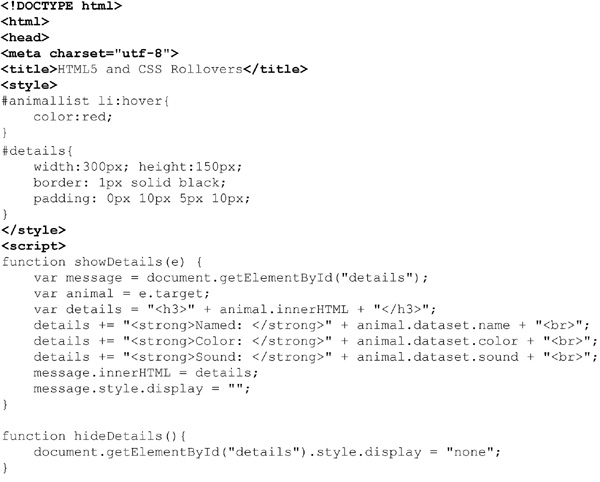 <!DOCTYPE html>
<html>
<head>
<meta charset="utf-8">
<title>HTML5 and CSS Rollovers</title>
<style>
#animallist li:hover{
    color:red;
}
#details{
    width:300px; height:150px;
    border: 1px solid black;
    padding: 0px 10px 5px 10px;
}
</style>
<script>
function showDetails(e) {
    var message = document.getElementById("details");
    var animal = e.target;
    var details = "<h3>" + animal.innerHTML + "</h3>";
    details += "<strong>Named: </strong>" + animal.dataset.name + "<br>";
    details += "<strong>Color: </strong>" + animal.dataset.color + "<br>";
    details += "<strong>Sound: </strong>" + animal.dataset.sound + "<br>";
    message.innerHTML = details;
    message.style.display = "";
}

function hideDetails(){
    document.getElementById("details").style.display = "none";
}